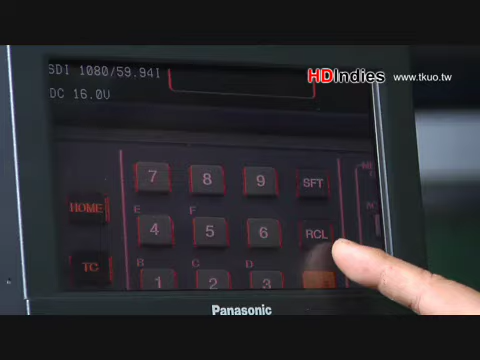 SDI 1080/59.94I
HDIndies www.tkuo.tw
DC 16.0V
7 8 9 SFT
HOME
E F
4 5 6 RCL
B C D
TC
1 2 3
Panasonic